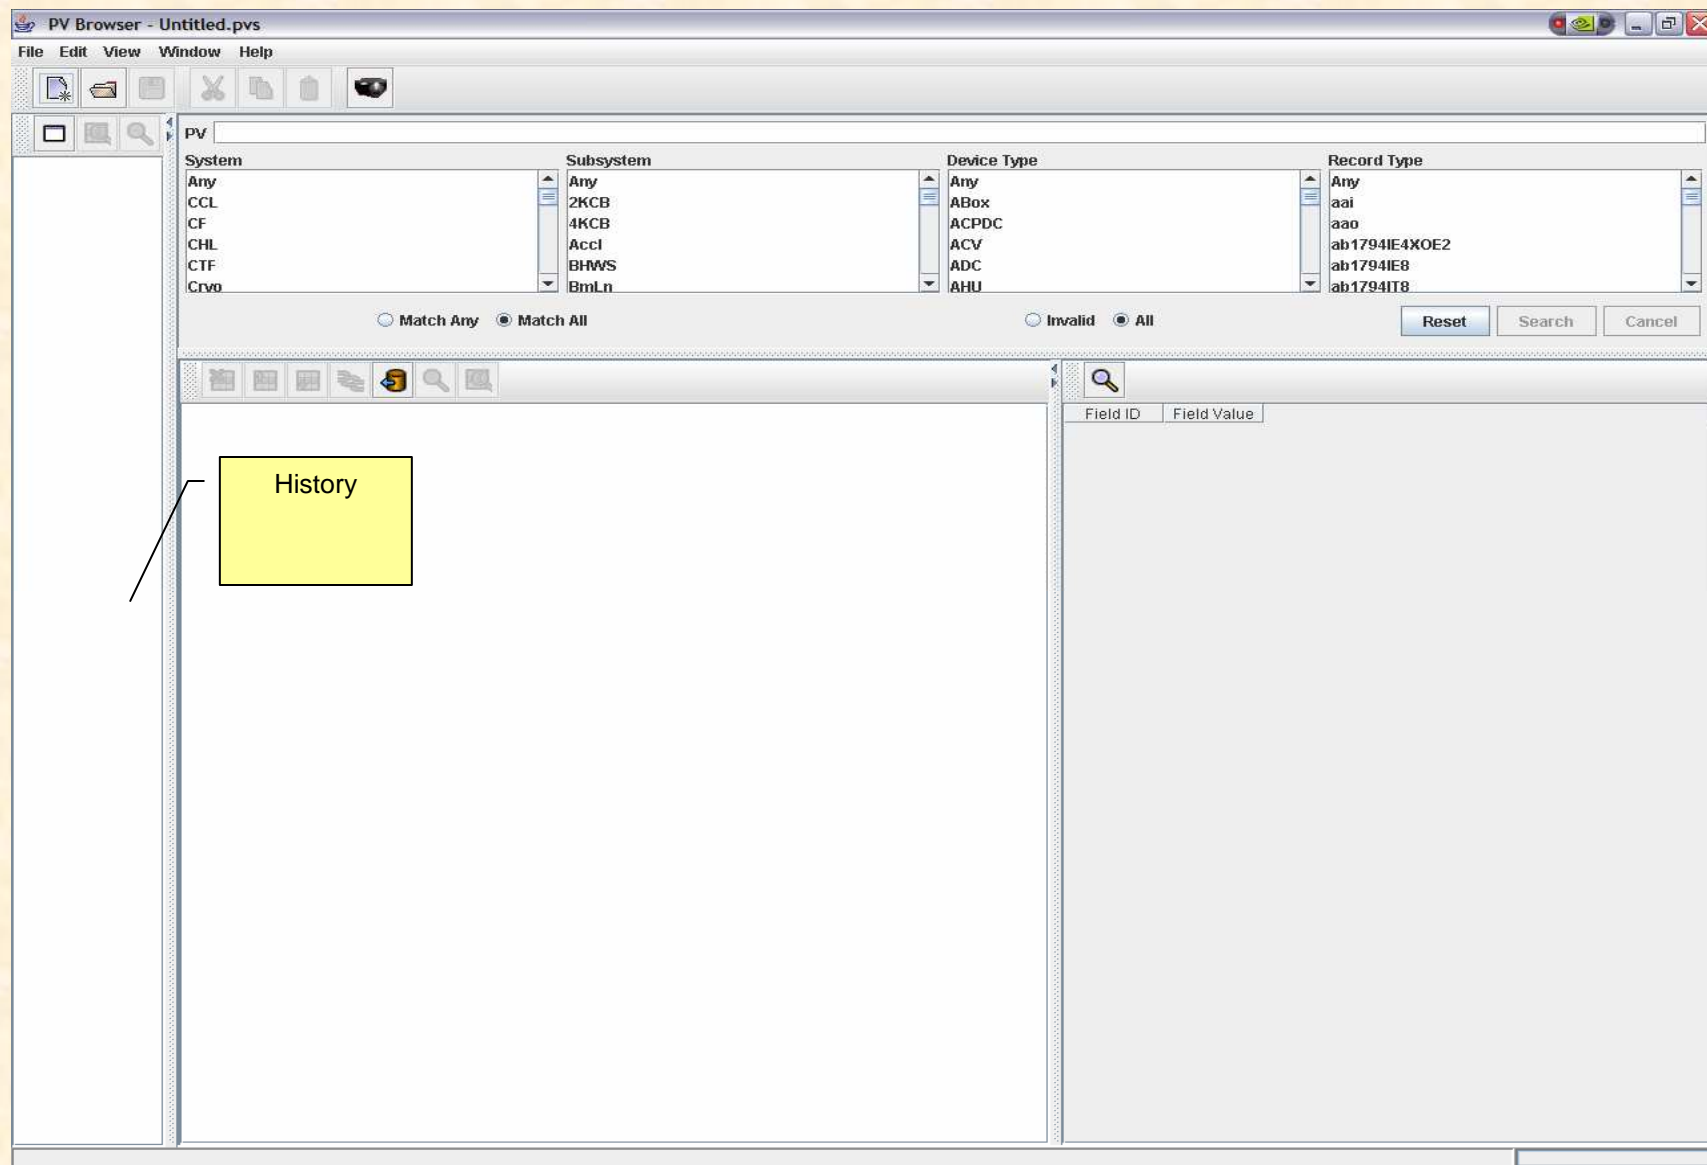 PV Browser - Untitled.pvs
File Edit View Window Help
PV
System Subsystem Device Type Record Type
Any Any Any Any
CCL 2KCB ABox aai
CF 4KCB ACPDC aao
CHL Accl ACV ab1794IE4XOE2
CTF BHWS ADC ab1794IE8
Cryo BmLn AHU ab1794IT8
Match Any Match All Invalid All Reset Search Cancel
Field ID Field Value
History